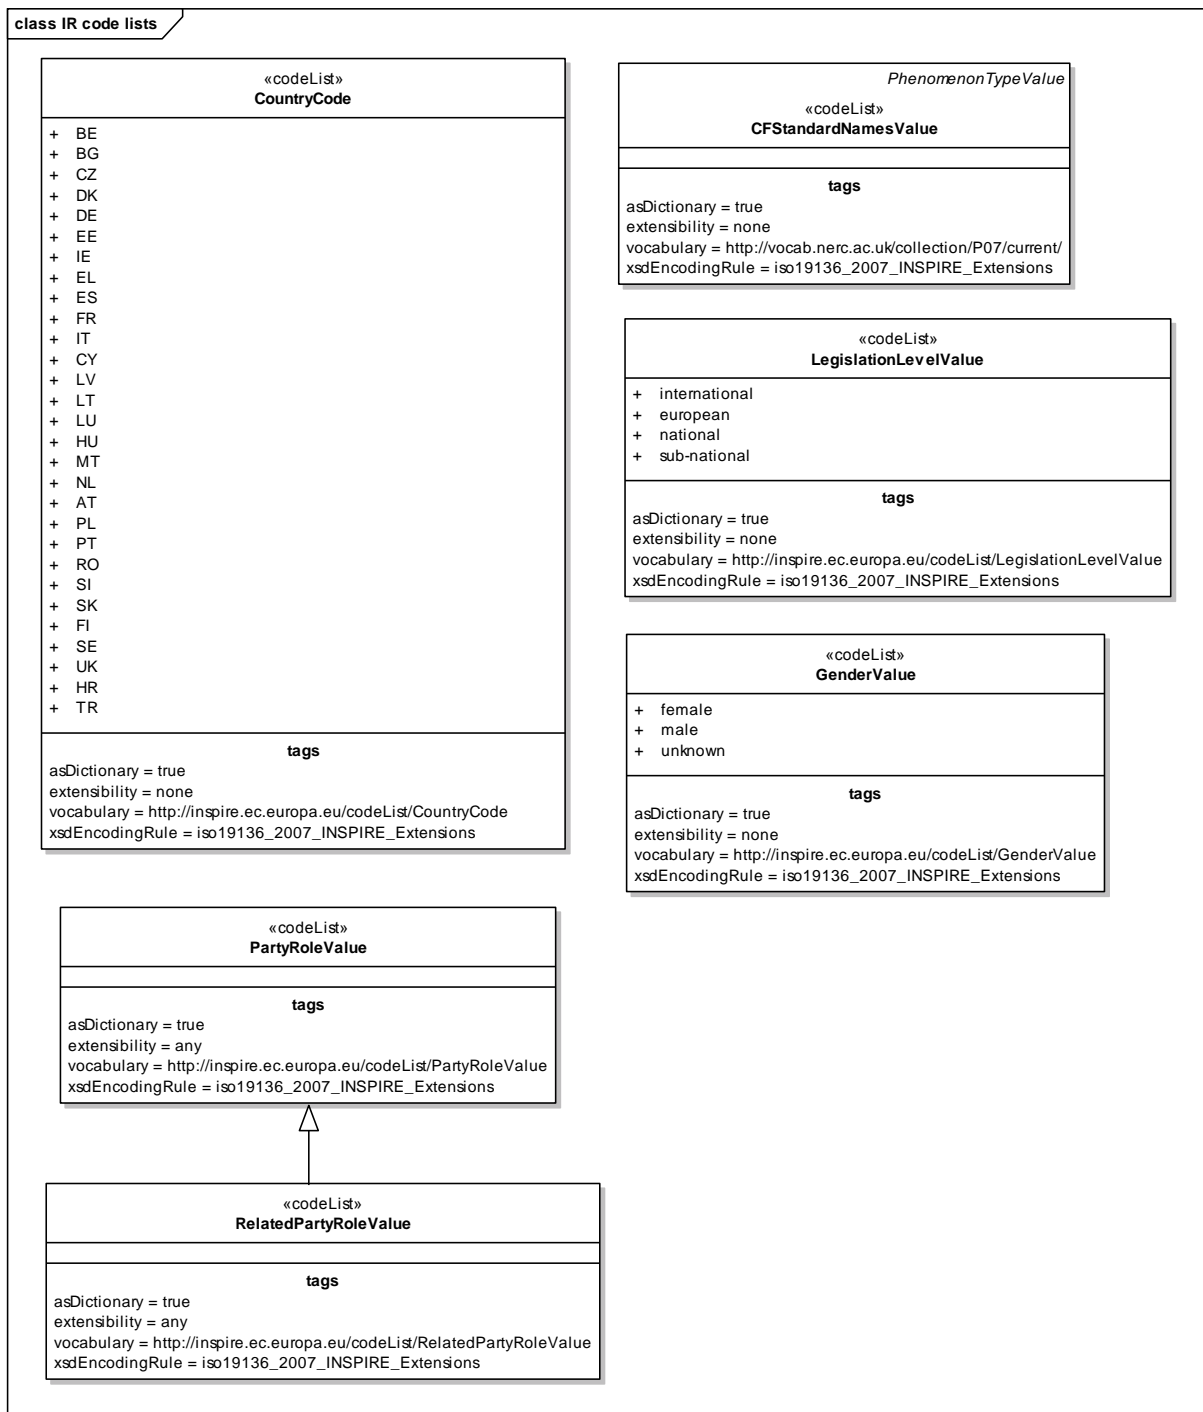 class IR code lists
«codeList»
CountryCode
+ BE
+ BG
+ CZ
+ DK
+ DE
+ EE
+ IE
+ EL
+ ES
+ FR
+ IT
+ CY
+ LV
+ LT
+ LU
+ HU
+ MT
+ NL
+ AT
+ PL
+ PT
+ RO
+ SI
+ SK
+ FI
+ SE
+ UK
+ HR
+ TR
tags
asDictionary = true
extensibility = none
vocabulary = http://inspire.ec.europa.eu/codeList/CountryCode
xsdEncodingRule = iso19136_2007_INSPIRE_Extensions
PhenomenonTypeValue
«codeList»
CFStandardNamesValue
tags
asDictionary = true
extensibility = none
vocabulary = http://vocab.nerc.ac.uk/collection/P07/current/
xsdEncodingRule = iso19136_2007_INSPIRE_Extensions
«codeList»
LegislationLevelValue
+ international
+ european
+ national
+ sub-national
tags
asDictionary = true
extensibility = none
vocabulary = http://inspire.ec.europa.eu/codeList/LegislationLevelValue
xsdEncodingRule = iso19136_2007_INSPIRE_Extensions
«codeList»
GenderValue
+ female
+ male
+ unknown
tags
asDictionary = true
extensibility = none
vocabulary = http://inspire.ec.europa.eu/codeList/GenderValue
xsdEncodingRule = iso19136_2007_INSPIRE_Extensions
«codeList»
PartyRoleValue
tags
asDictionary = true
extensibility = any
vocabulary = http://inspire.ec.europa.eu/codeList/PartyRoleValue
xsdEncodingRule = iso19136_2007_INSPIRE_Extensions
«codeList»
RelatedPartyRoleValue
tags
asDictionary = true
extensibility = any
vocabulary = http://inspire.ec.europa.eu/codeList/RelatedPartyRoleValue
xsdEncodingRule = iso19136_2007_INSPIRE_Extensions